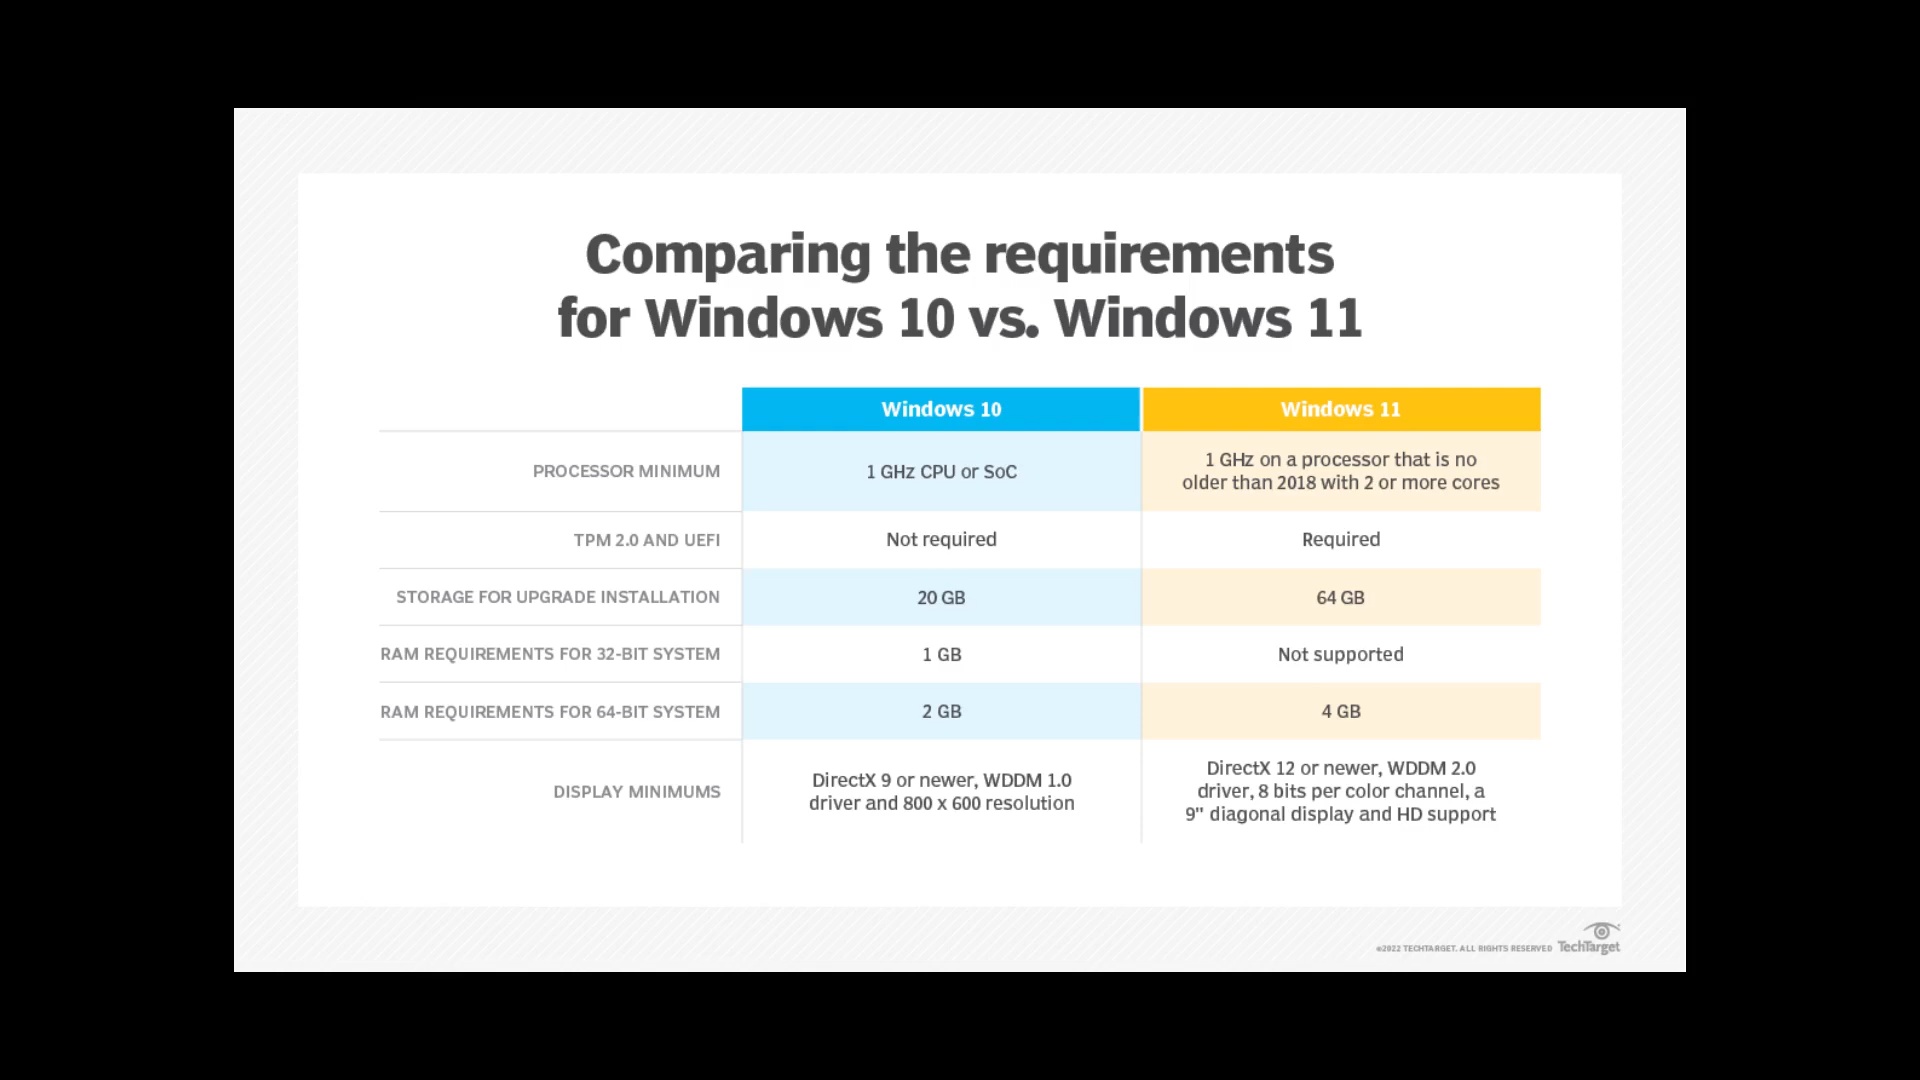 Comparing the requirements
for Windows 10 vs. Windows 11
Windows 10
Windows 11
PROCESSOR MINIMUM
1 GHz CPU or SoC
1 GHz on a processor that is no
older than 2018 with 2 or more cores
TPM 2.0 AND UEFI
Not required
Required
STORAGE FOR UPGRADE INSTALLATION
20 GB
64 GB
RAM REQUIREMENTS FOR 32-BIT SYSTEM
1 GB
Not supported
RAM REQUIREMENTS FOR 64-BIT SYSTEM
2 GB
4 GB
DISPLAY MINIMUMS
DirectX 9 or newer, WDDM 1.0
driver and 800 x 600 resolution
DirectX 12 or newer, WDDM 2.0
driver, 8 bits per color channel, a
9" diagonal display and HD support
©2022 TECHTARGET. ALL RIGHTS RESERVED
TechTarget